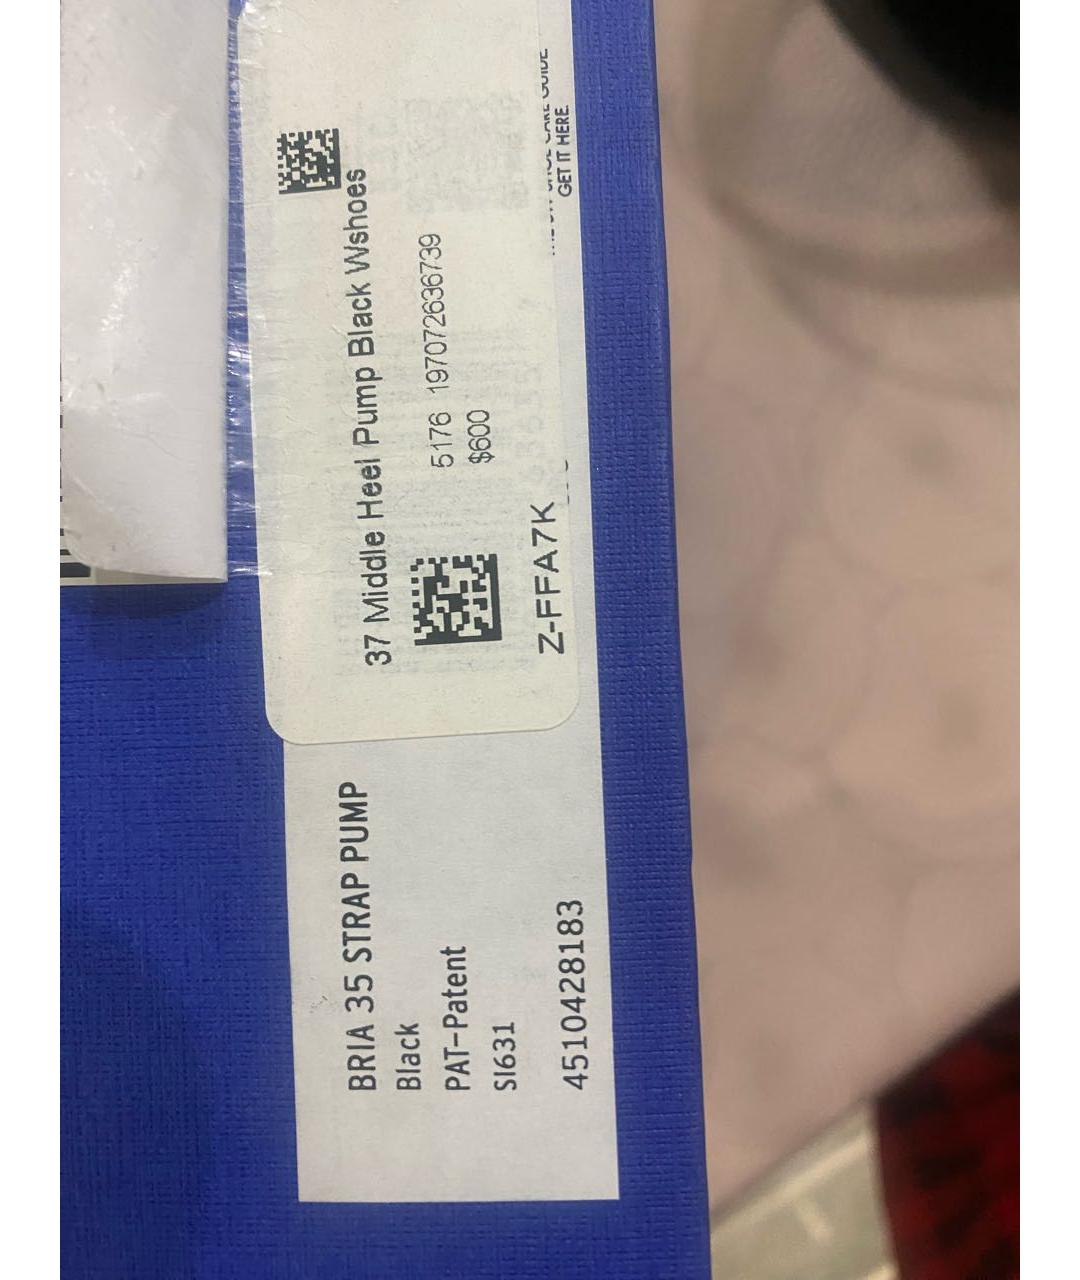 37 Middle Heel Pump Black Wshoes
5176 197072636739
$600
Z-FFA7K
GET IT HERE
BRIA 35 STRAP PUMP
Black
PAT-Patent
SI631
4510428183